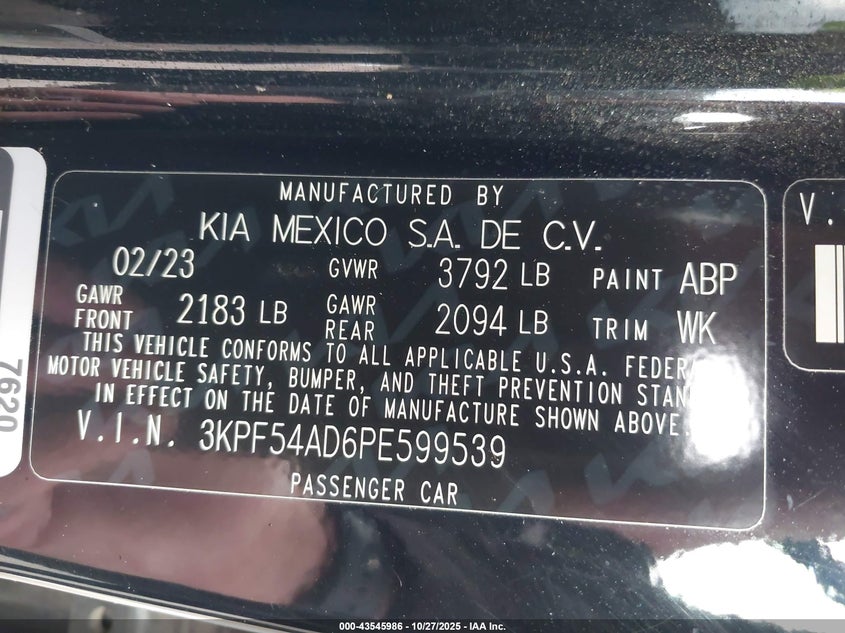 MANUFACTURED BY
KIA MEXICO S.A. DE C.V.
02/23 GVWR 3792 LB PAINT ABP
GAWR FRONT 2183 LB GAWR REAR 2094 LB TRIM WK
THIS VEHICLE CONFORMS TO ALL APPLICABLE U.S.A.
MOTOR VEHICLE SAFETY, BUMPER, AND THEFT PREVENTION
IN EFFECT ON THE DATE OF MANUFACTURE SHOWN ABOVE.
V.I.N. 3KPF54AD6PE599539
PASSENGER CAR
7620
V.
000-43545986 - 10/27/2025 - IAA Inc.